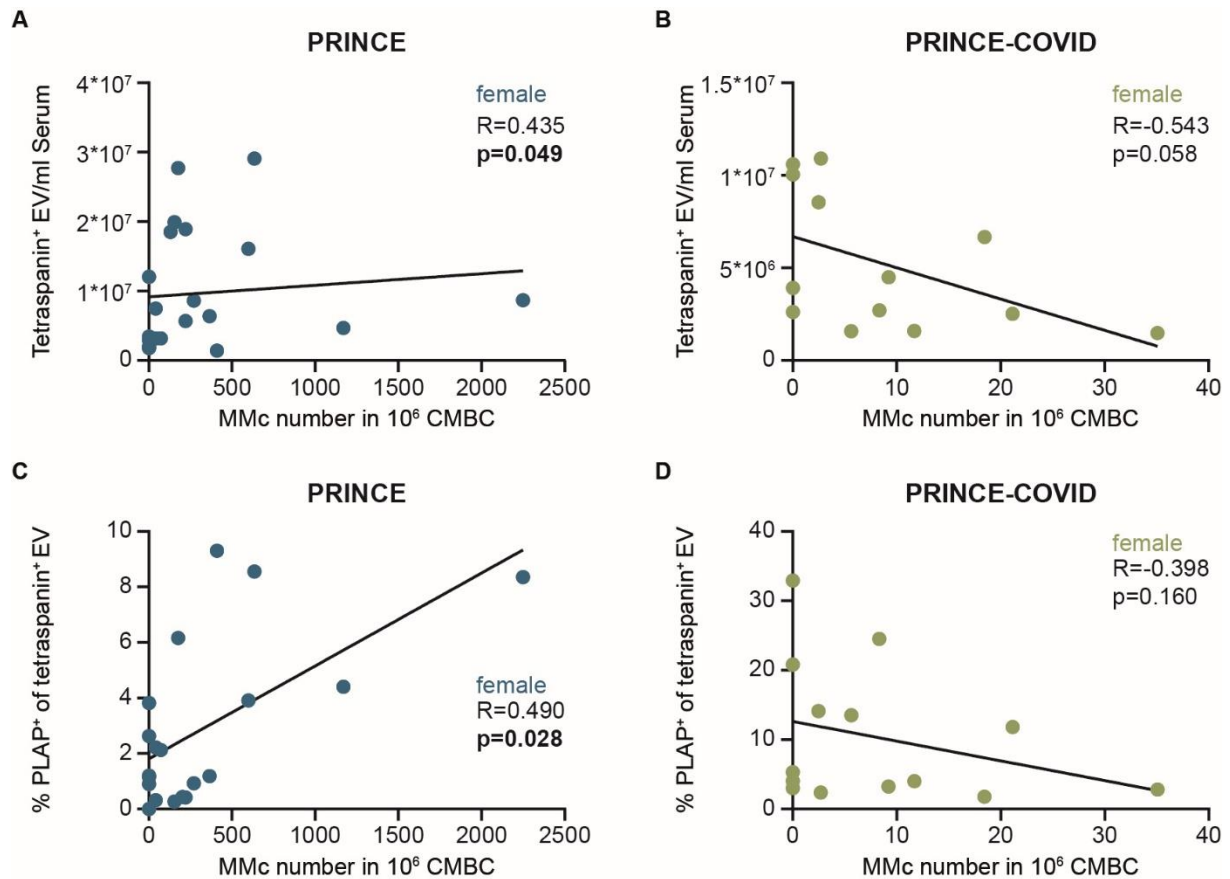 A
PRINCE
Tetraspanin⁺ EV/ml Serum
4*10⁷
3*10⁷
2*10⁷
1*10⁷
0
female
R=0.435
p=0.049
0 500 1000 1500 2000 2500
MMc number in 10⁶ CMBC
B
PRINCE-COVID
Tetraspanin⁺ EV/ml Serum
1.5*10⁷
1*10⁷
5*10⁶
0
female
R=-0.543
p=0.058
0 10 20 30 40
MMc number in 10⁶ CMBC
C
PRINCE
% PLAP⁺ of tetraspanin⁺ EV
10
8
6
4
2
0
female
R=0.490
p=0.028
0 500 1000 1500 2000 2500
MMc number in 10⁶ CMBC
D
PRINCE-COVID
% PLAP⁺ of tetraspanin⁺ EV
40
30
20
10
0
female
R=-0.398
p=0.160
0 10 20 30 40
MMc number in 10⁶ CMBC